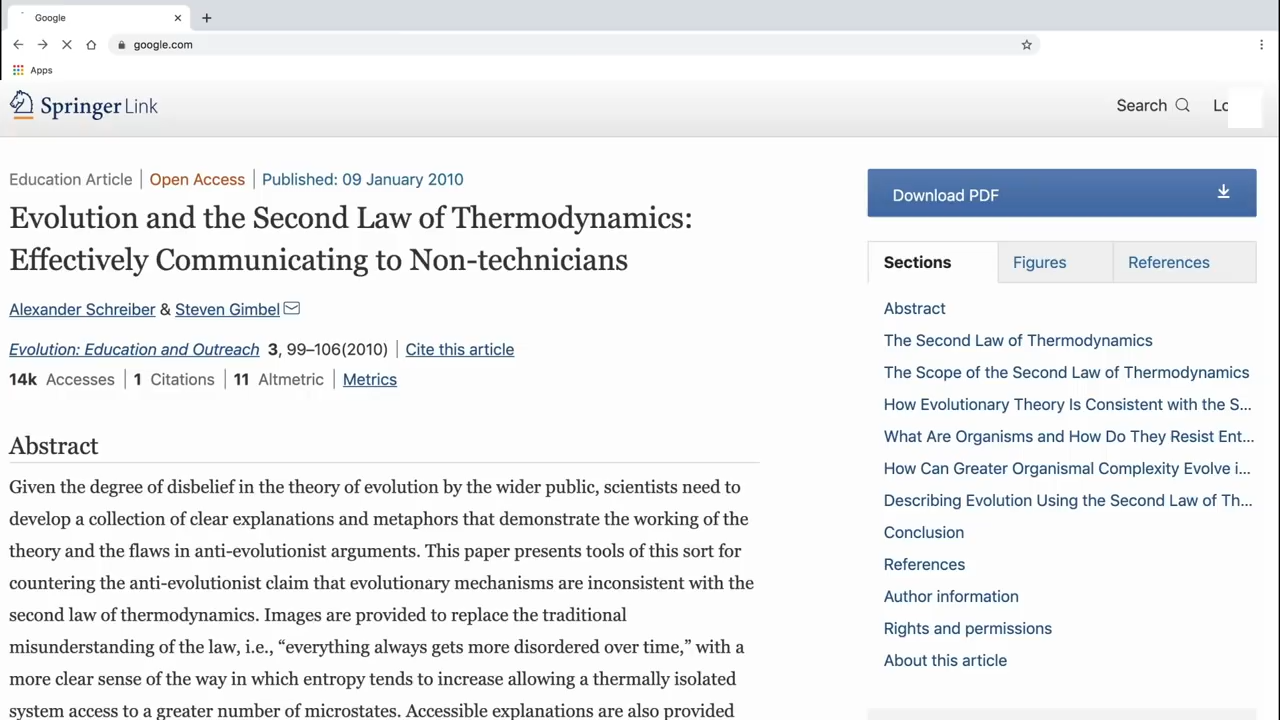 Google
google.com
Apps
Springer Link
Search
Education Article Open Access Published: 09 January 2010
Evolution and the Second Law of Thermodynamics:
Effectively Communicating to Non-technicians
Alexander Schreiber & Steven Gimbel
Evolution: Education and Outreach 3, 99–106(2010) Cite this article
14k Accesses 1 Citations 11 Altmetric Metrics
Abstract
Given the degree of disbelief in the theory of evolution by the wider public, scientists need to
develop a collection of clear explanations and metaphors that demonstrate the working of the
theory and the flaws in anti-evolutionist arguments. This paper presents tools of this sort for
countering the anti-evolutionist claim that evolutionary mechanisms are inconsistent with the
second law of thermodynamics. Images are provided to replace the traditional
misunderstanding of the law, i.e., “everything always gets more disordered over time,” with a
more clear sense of the way in which entropy tends to increase allowing a thermally isolated
system access to a greater number of microstates. Accessible explanations are also provided
Download PDF
Sections Figures References
Abstract
The Second Law of Thermodynamics
The Scope of the Second Law of Thermodynamics
How Evolutionary Theory Is Consistent with the S...
What Are Organisms and How Do They Resist Ent...
How Can Greater Organismal Complexity Evolve i...
Describing Evolution Using the Second Law of Th...
Conclusion
References
Author information
Rights and permissions
About this article